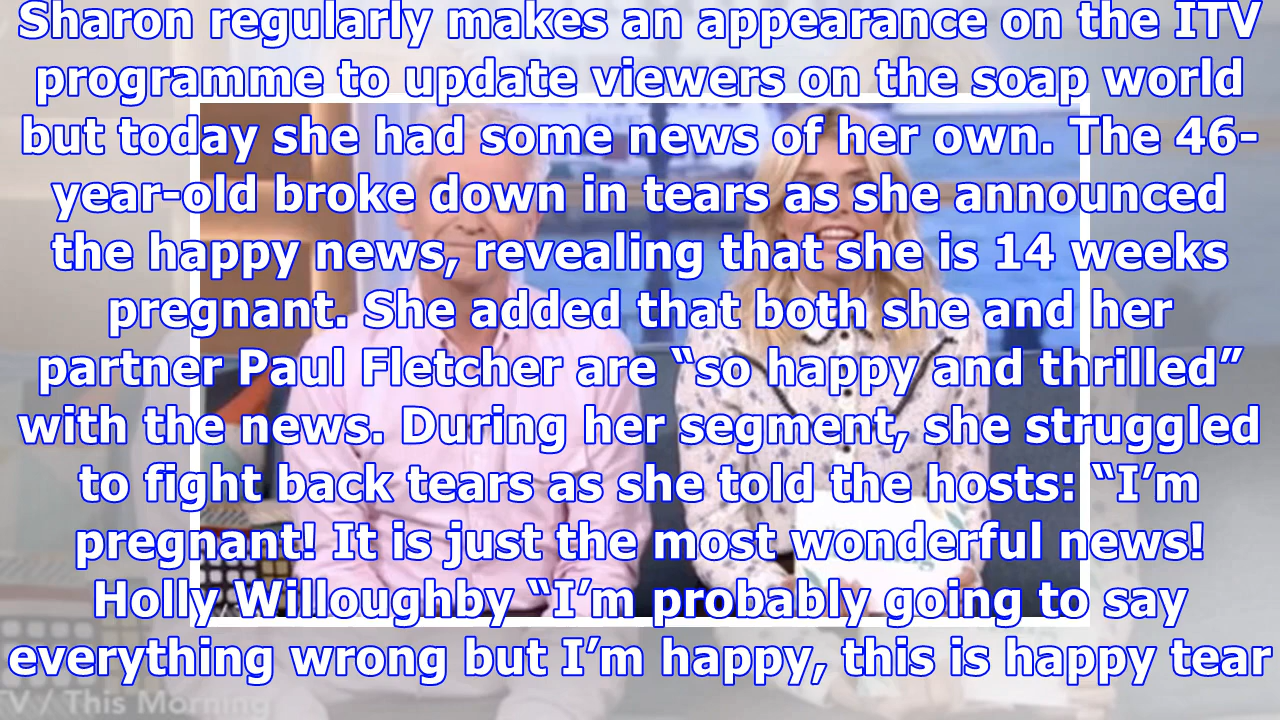 Sharon regularly makes an appearance on the ITV
programme to update viewers on the soap world
but today she had some news of her own. The 46-
year-old broke down in tears as she announced
the happy news, revealing that she is 14 weeks
pregnant. She added that both she and her
partner Paul Fletcher are “so happy and thrilled”
with the news. During her segment, she struggled
to fight back tears as she told the hosts: “I’m
pregnant! It is just the most wonderful news!
Holly Willoughby “I’m probably going to say
everything wrong but I’m happy, this is happy tear
TV / This Morning